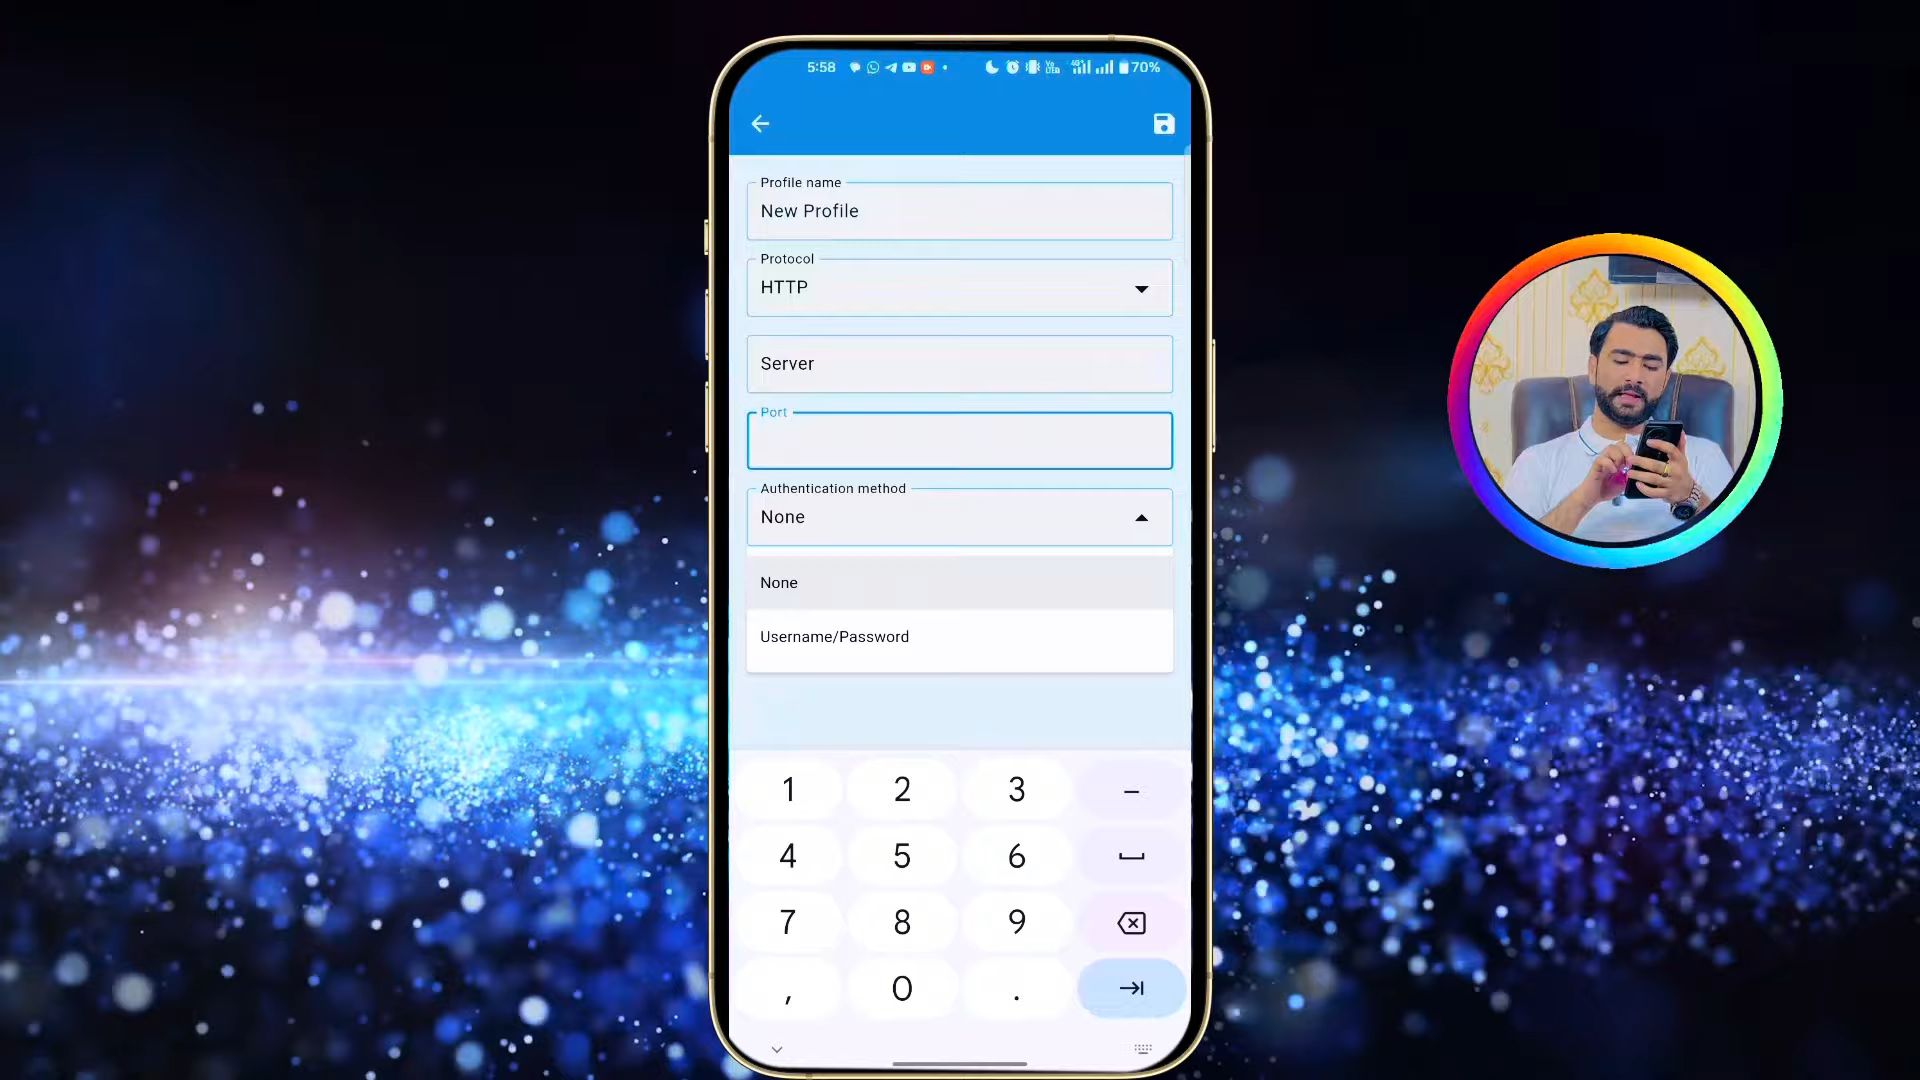 5:58 70%
Profile name
New Profile
Protocol
HTTP
Server
Port
Authentication method
None
None
Username/Password
1 2 3 –
4 5 6
7 8 9
, 0 .